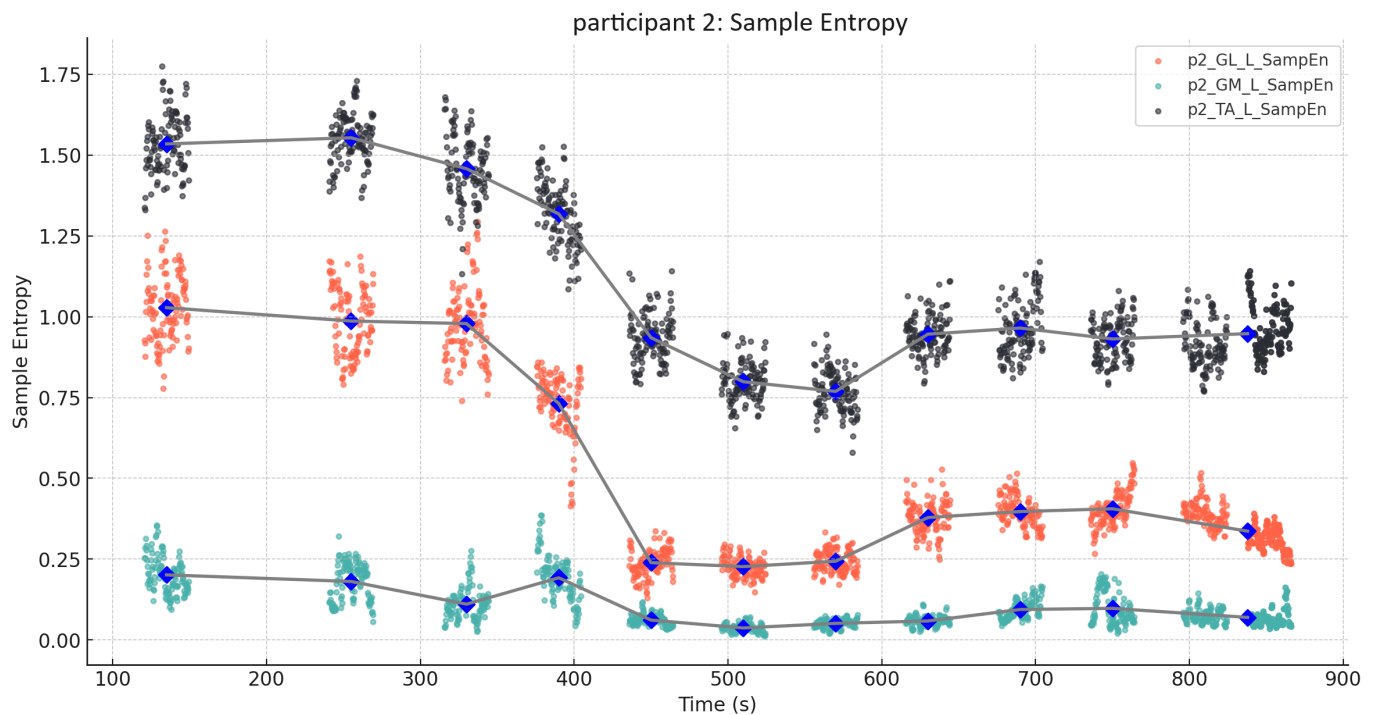 participant 2: Sample Entropy
p2_GL_L_SampEn
p2_GM_L_SampEn
p2_TA_L_SampEn
Sample Entropy
1.75
1.50
1.25
1.00
0.75
0.50
0.25
0.00
100 200 300 400 500 600 700 800 900
Time (s)